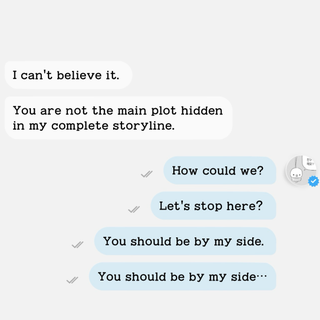 I can't believe it.
You are not the main plot hidden
in my complete storyline.
How could we?
Let's stop here?
You should be by my side.
You should be by my side…